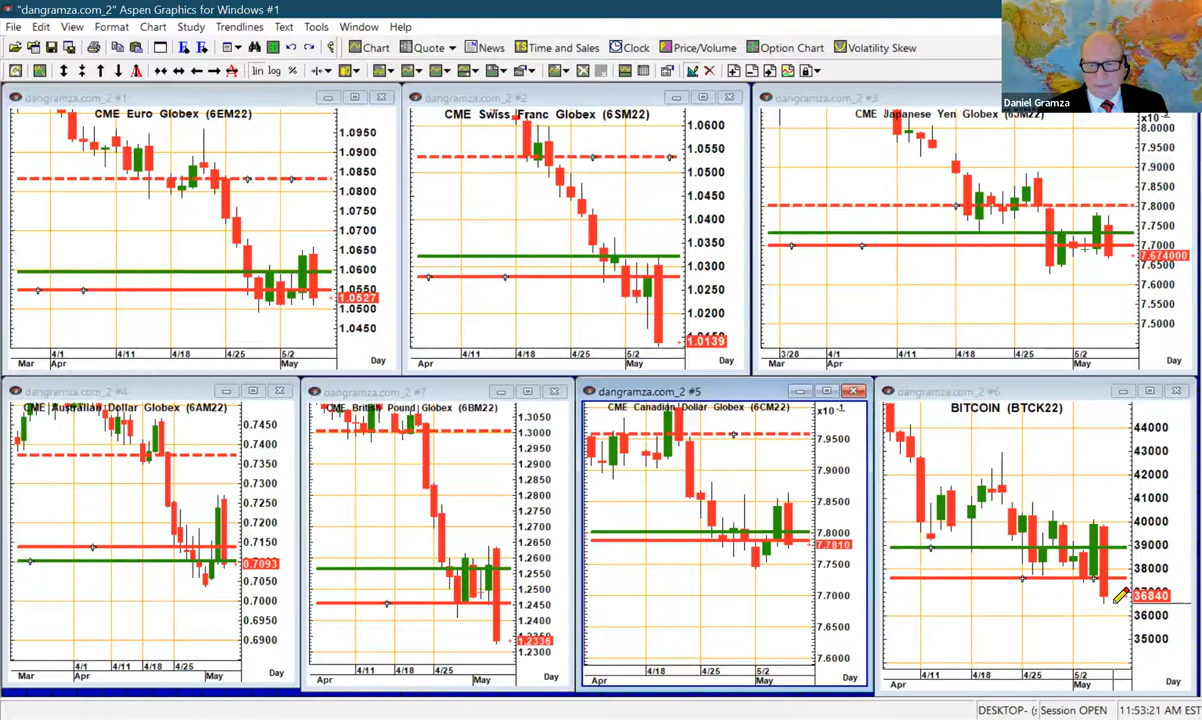 "dangramza.com_2" Aspen Graphics for Windows #1
File Edit View Format Chart Study Trendlines Text Tools Window Help
Chart Quote News Time and Sales Clock Price/Volume Option Chart Volatility Skew
lin log %
Daniel Gramza
dangramza.com_2 #1
CME Euro Globex (6EM22)
1.0950
1.0900
1.0850
1.0800
1.0750
1.0700
1.0650
1.0600
1.0550
1.0527
1.0500
1.0450
4/1 4/11 4/18 4/25 5/2
Mar Apr May Day
dangramza.com_2 #2
CME Swiss Franc Globex (6SM22)
1.0600
1.0550
1.0500
1.0450
1.0400
1.0350
1.0300
1.0250
1.0200
1.0150
1.0139
4/11 4/18 4/25 5/2
Apr May Day
dangramza.com_2 #3
CME Japanese Yen Globex (6JM22)
8.0000
7.9500
7.9000
7.8500
7.8000
7.7500
7.7000
7.674000
7.6500
7.6000
7.5500
7.5000
3/28 4/1 4/11 4/18 4/25 5/2
Mar Apr May Day
dangramza.com_2 #4
CME Australian Dollar Globex (6AM22)
0.7450
0.7350
0.7200
0.7150
0.7093
0.7050
0.7000
0.6950
0.6900
4/1 4/11 4/18 4/25
Apr May Day
dangramza.com_2 #7
CME British Pound Globex (6BM22)
1.3050
1.3000
1.2950
1.2900
1.2850
1.2800
1.2750
1.2700
1.2650
1.2600
1.2550
1.2500
1.2450
1.2336
1.2300
4/11 4/18 4/25
Apr May Day
dangramza.com_2 #5
CME Canadian Dollar Globex (6CM22)
x10⁻¹
7.9500
7.9000
7.8500
7.8000
7.7810
7.7500
7.7000
7.6500
7.6000
4/18 4/25 5/2
Apr May Day
dangramza.com_2 #6
BITCOIN (BTCK22)
44000
43000
42000
41000
40000
39000
38000
36840
36000
35000
4/11 4/18 4/25 5/2
Apr May Day
DESKTOP- (s Session OPEN 11:53:21 AM EST